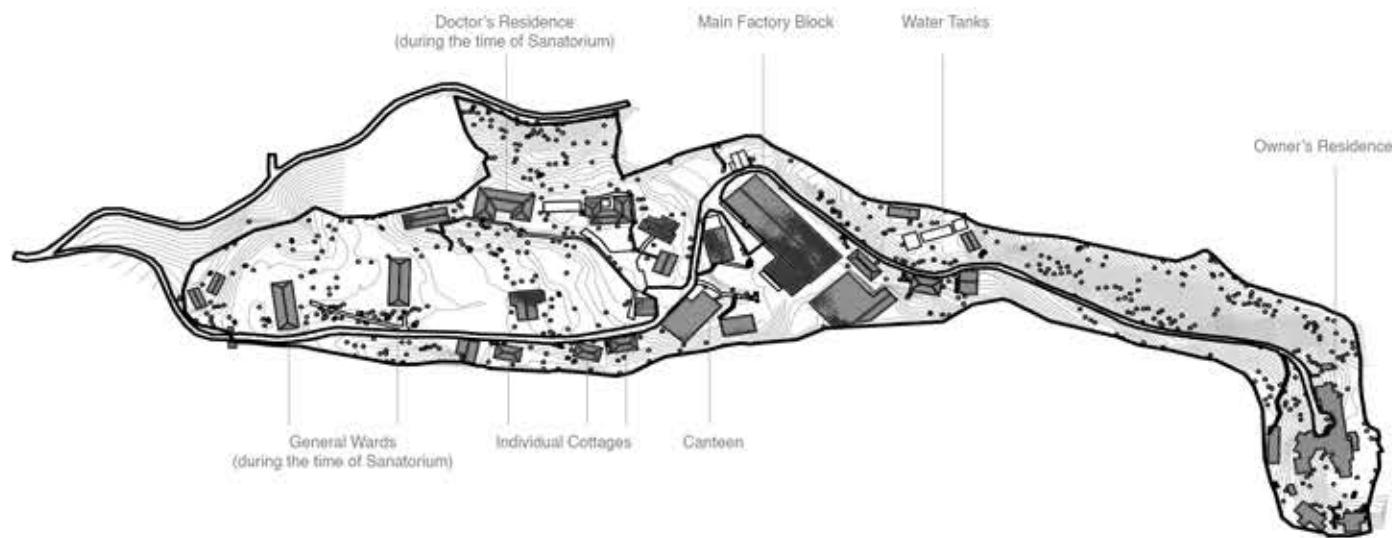 Doctor's Residence
(during the time of Sanatorium)
Main Factory Block
Water Tanks
Owner's Residence
General Wards
(during the time of Sanatorium)
Individual Cottages
Canteen